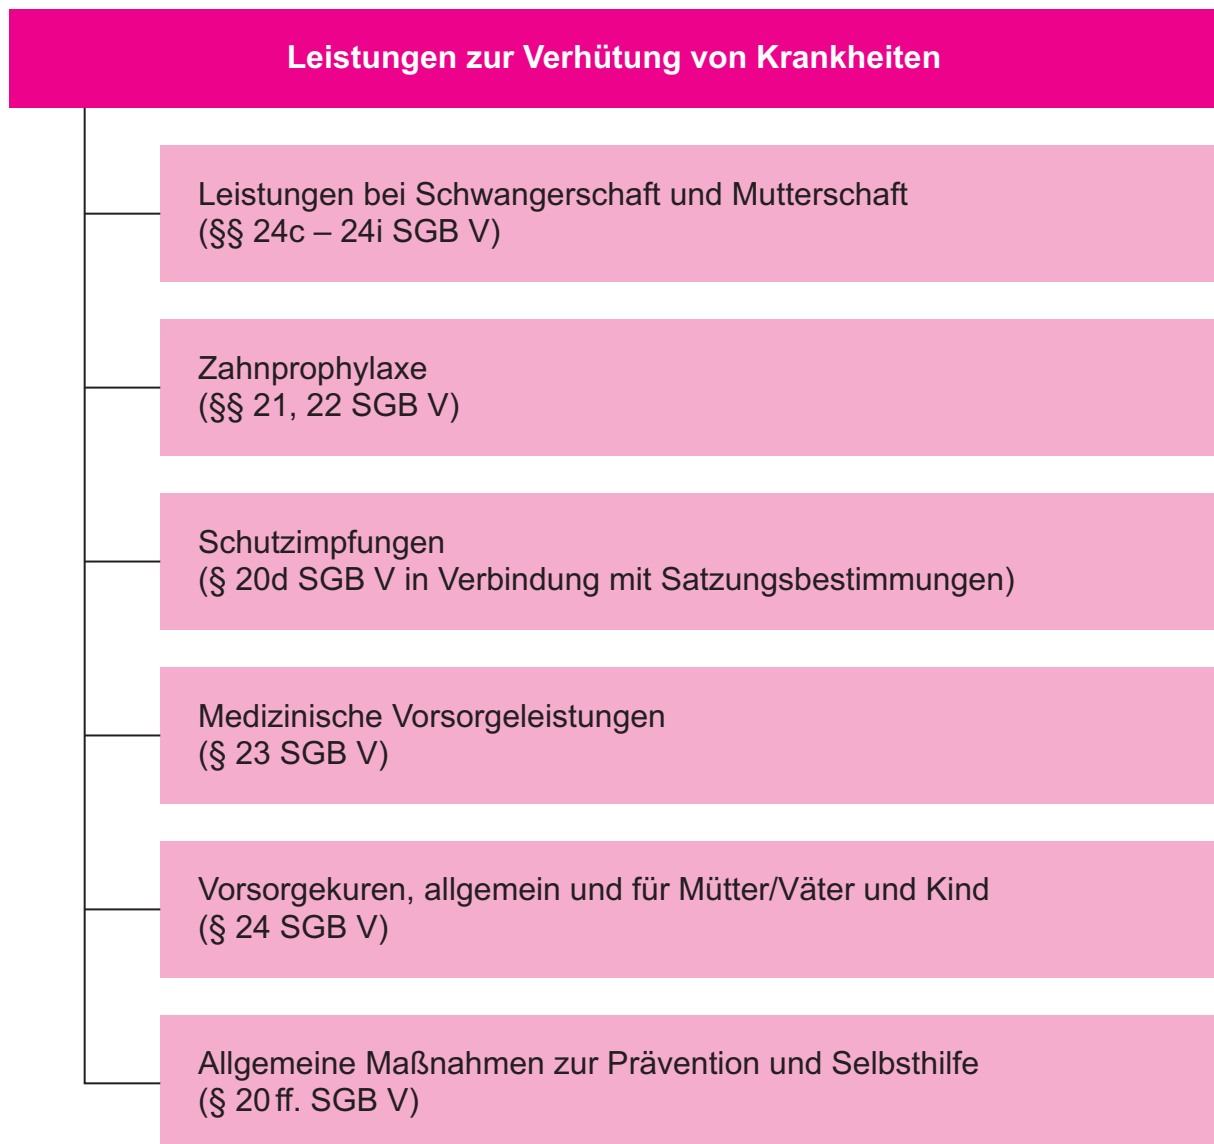 Leistungen zur Verhütung von Krankheiten
Leistungen bei Schwangerschaft und Mutterschaft
(§§ 24c – 24i SGB V)
Zahnprophylaxe
(§§ 21, 22 SGB V)
Schutzimpfungen
(§ 20d SGB V in Verbindung mit Satzungsbestimmungen)
Medizinische Vorsorgeleistungen
(§ 23 SGB V)
Vorsorgekuren, allgemein und für Mütter/Väter und Kind
(§ 24 SGB V)
Allgemeine Maßnahmen zur Prävention und Selbsthilfe
(§ 20 ff. SGB V)